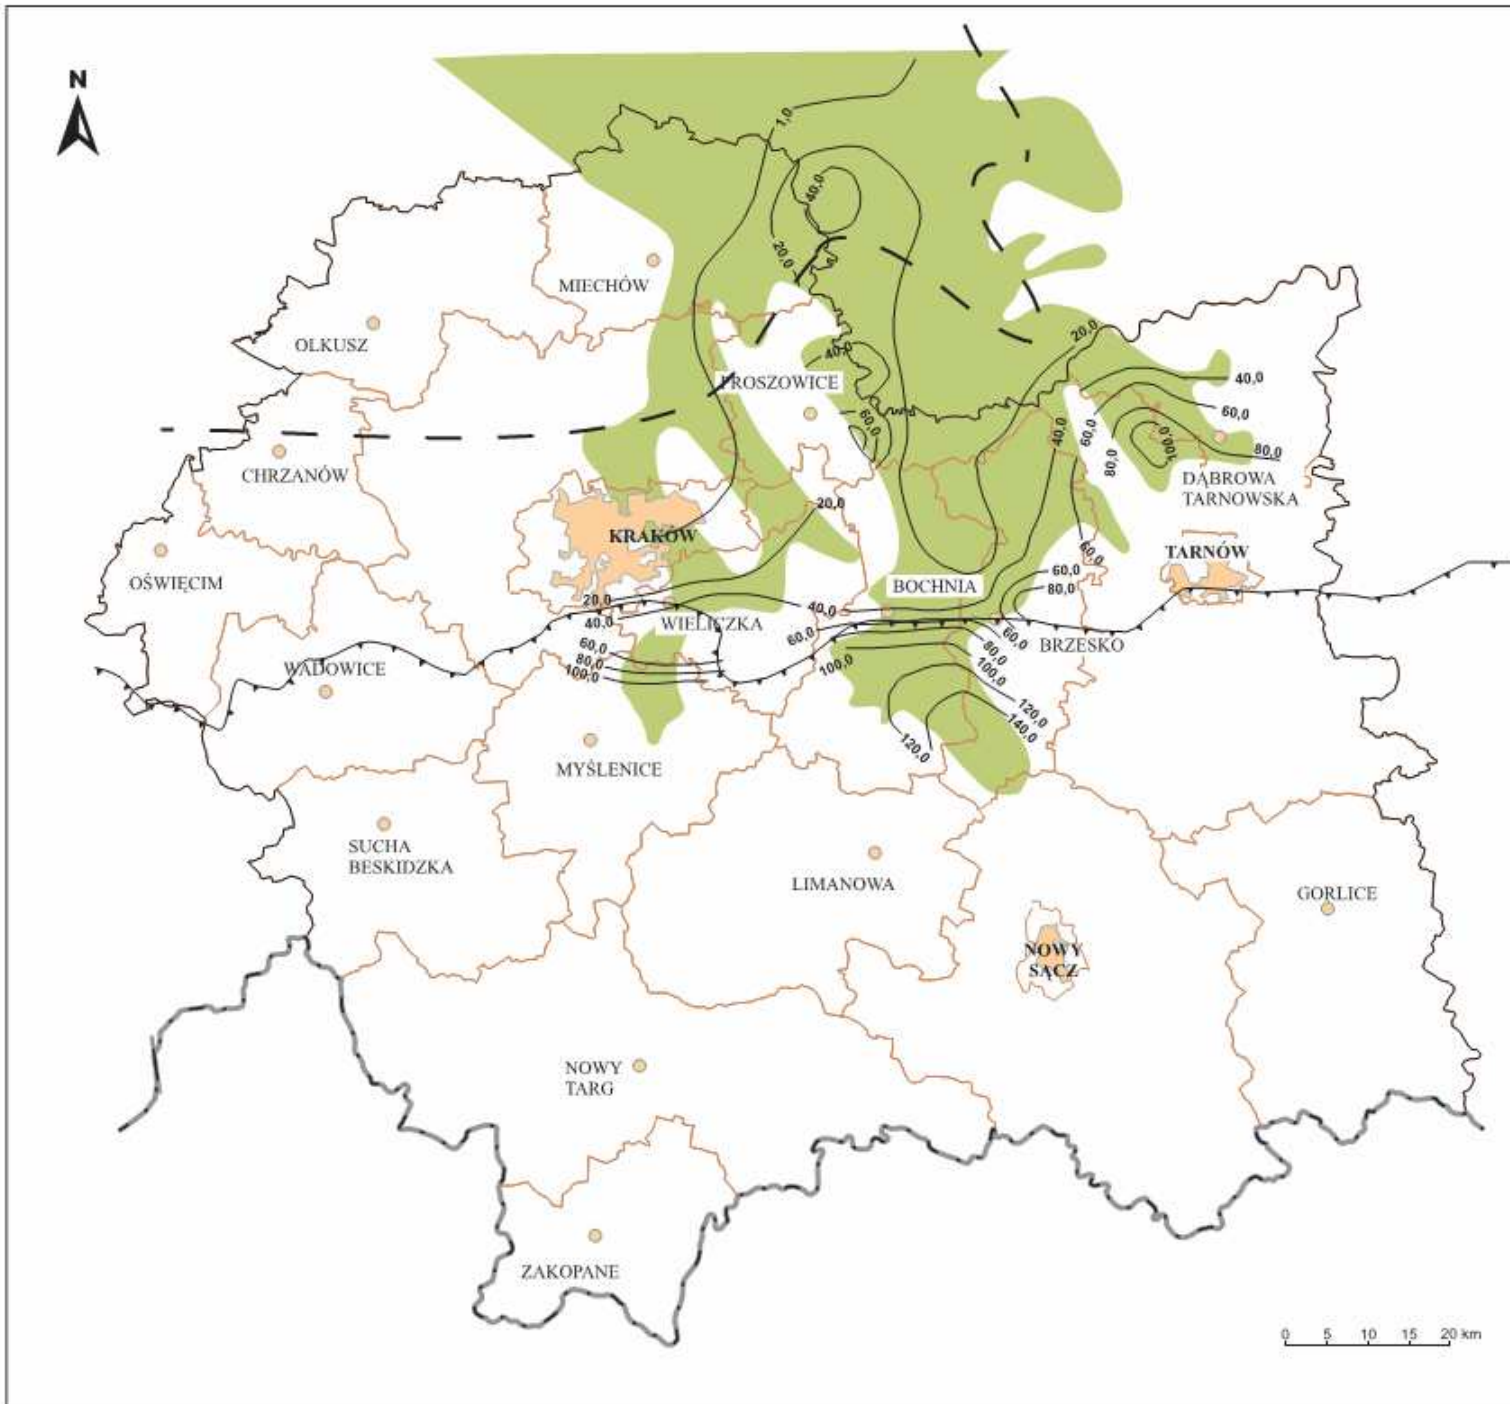 N
1,0
40,0
20,0
MIECHÓW
OLKUSZ
20,0
40,0
PROSZOWICE
40,0
60,0
60,0
40,0
60,0
80,0
100,0
80,0
CHRZANÓW
DĄBROWA
TARNOWSKA
20,0
KRAKÓW
TARNÓW
60,0
OŚWIĘCIM
BOCHNIA
60,0
80,0
20,0
40,0
40,0
WIELICZKA
60,0
60,0
BRZESKO
60,0
80,0
80,0
100,0
100,0
100,0
WADOWICE
120,0
140,0
120,0
MYŚLENICE
SUCHA
BESKIDZKA
LIMANOWA
GORLICE
NOWY
SĄCZ
NOWY
TARG
ZAKOPANE
0 5 10 15 20 km